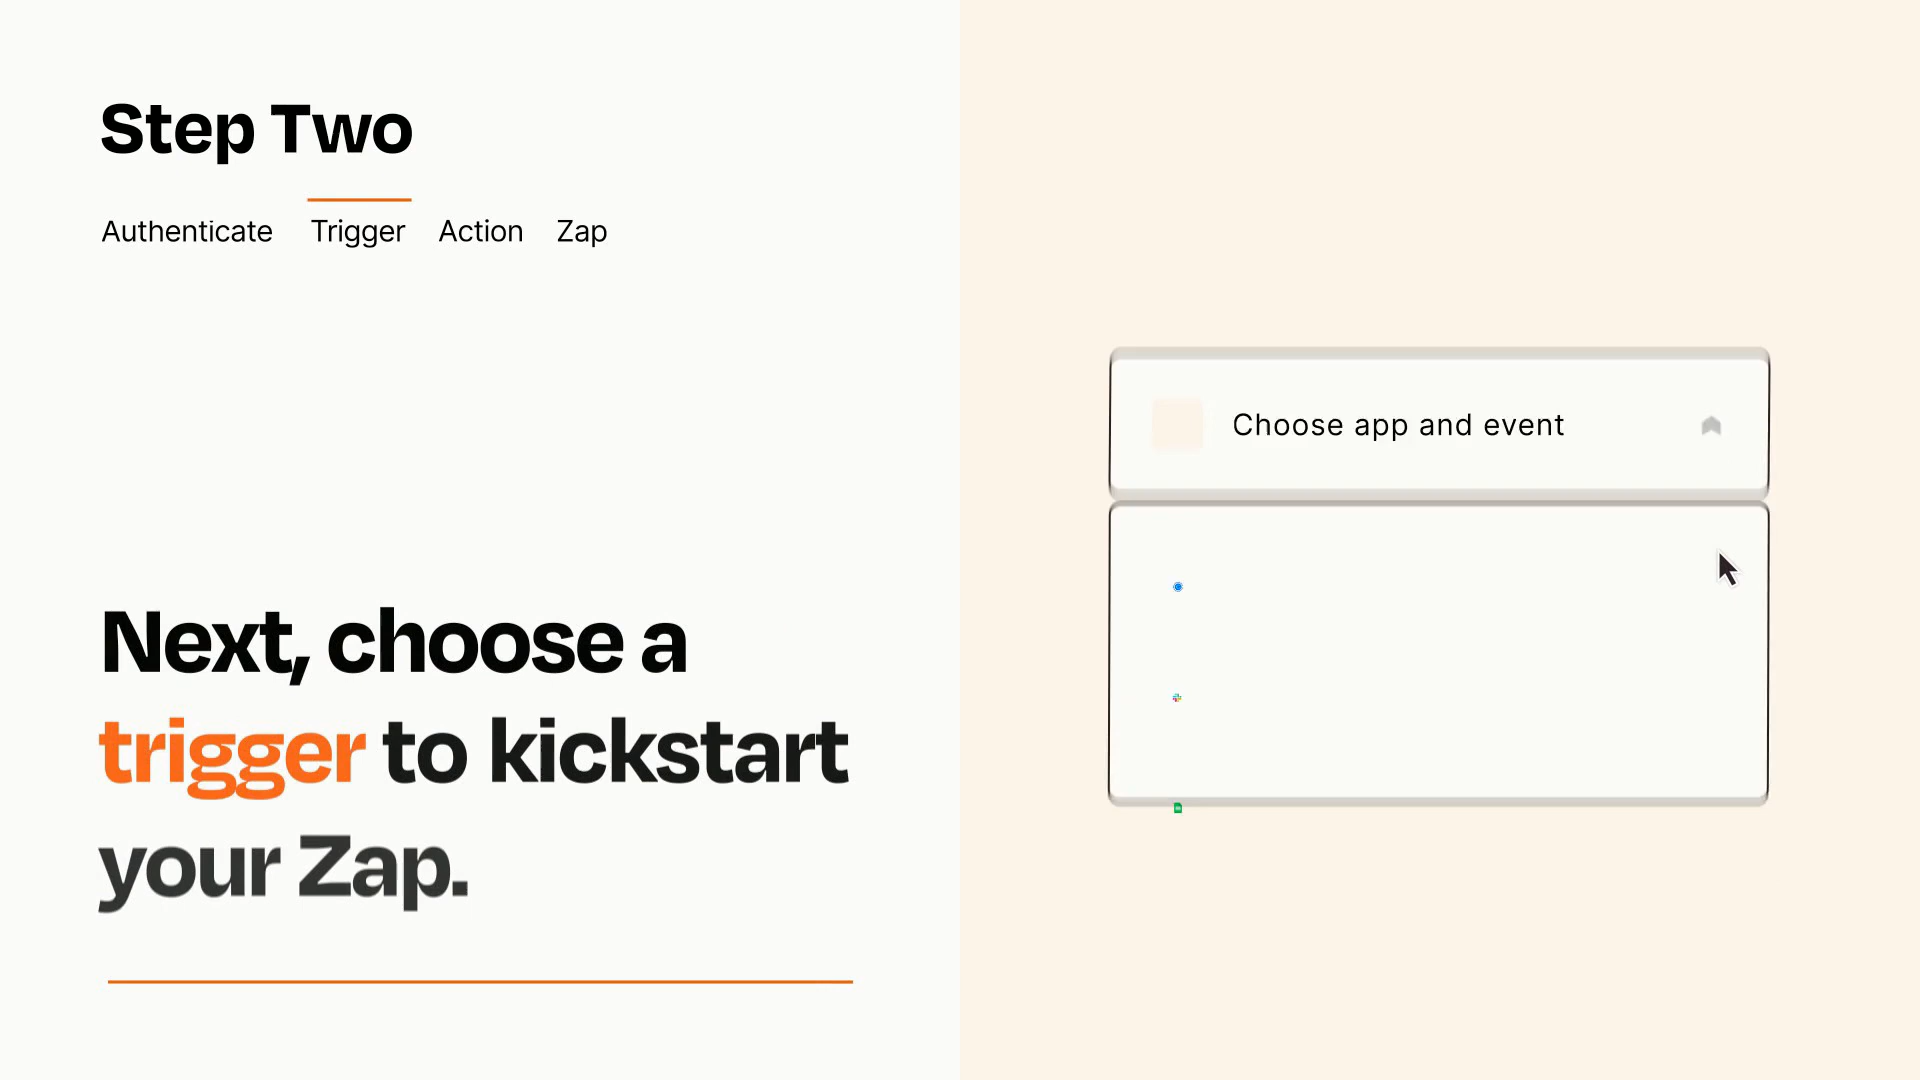 Step Two
Authenticate Trigger Action Zap
Next, choose a
trigger to kickstart
your Zap.
Choose app and event